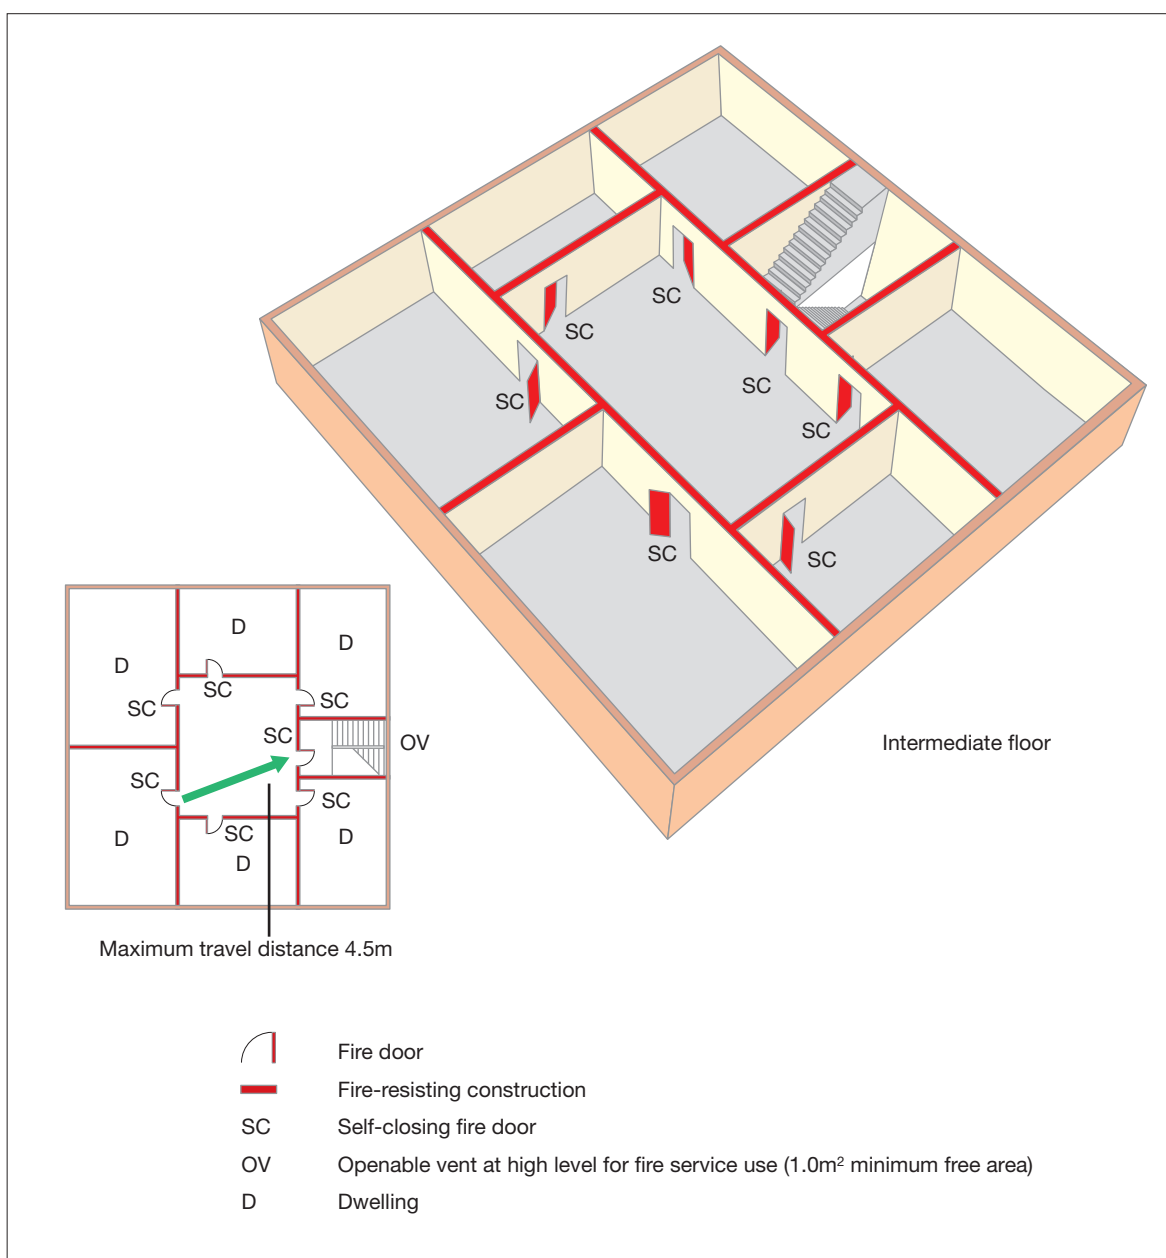 SC
SC
SC
SC
SC
SC
SC
Intermediate floor
D
D
D
SC
SC
SC
SC
OV
SC
SC
SC
D
D
D
Maximum travel distance 4.5m
Fire door
Fire-resisting construction
SC Self-closing fire door
OV Openable vent at high level for fire service use (1.0m² minimum free area)
D Dwelling